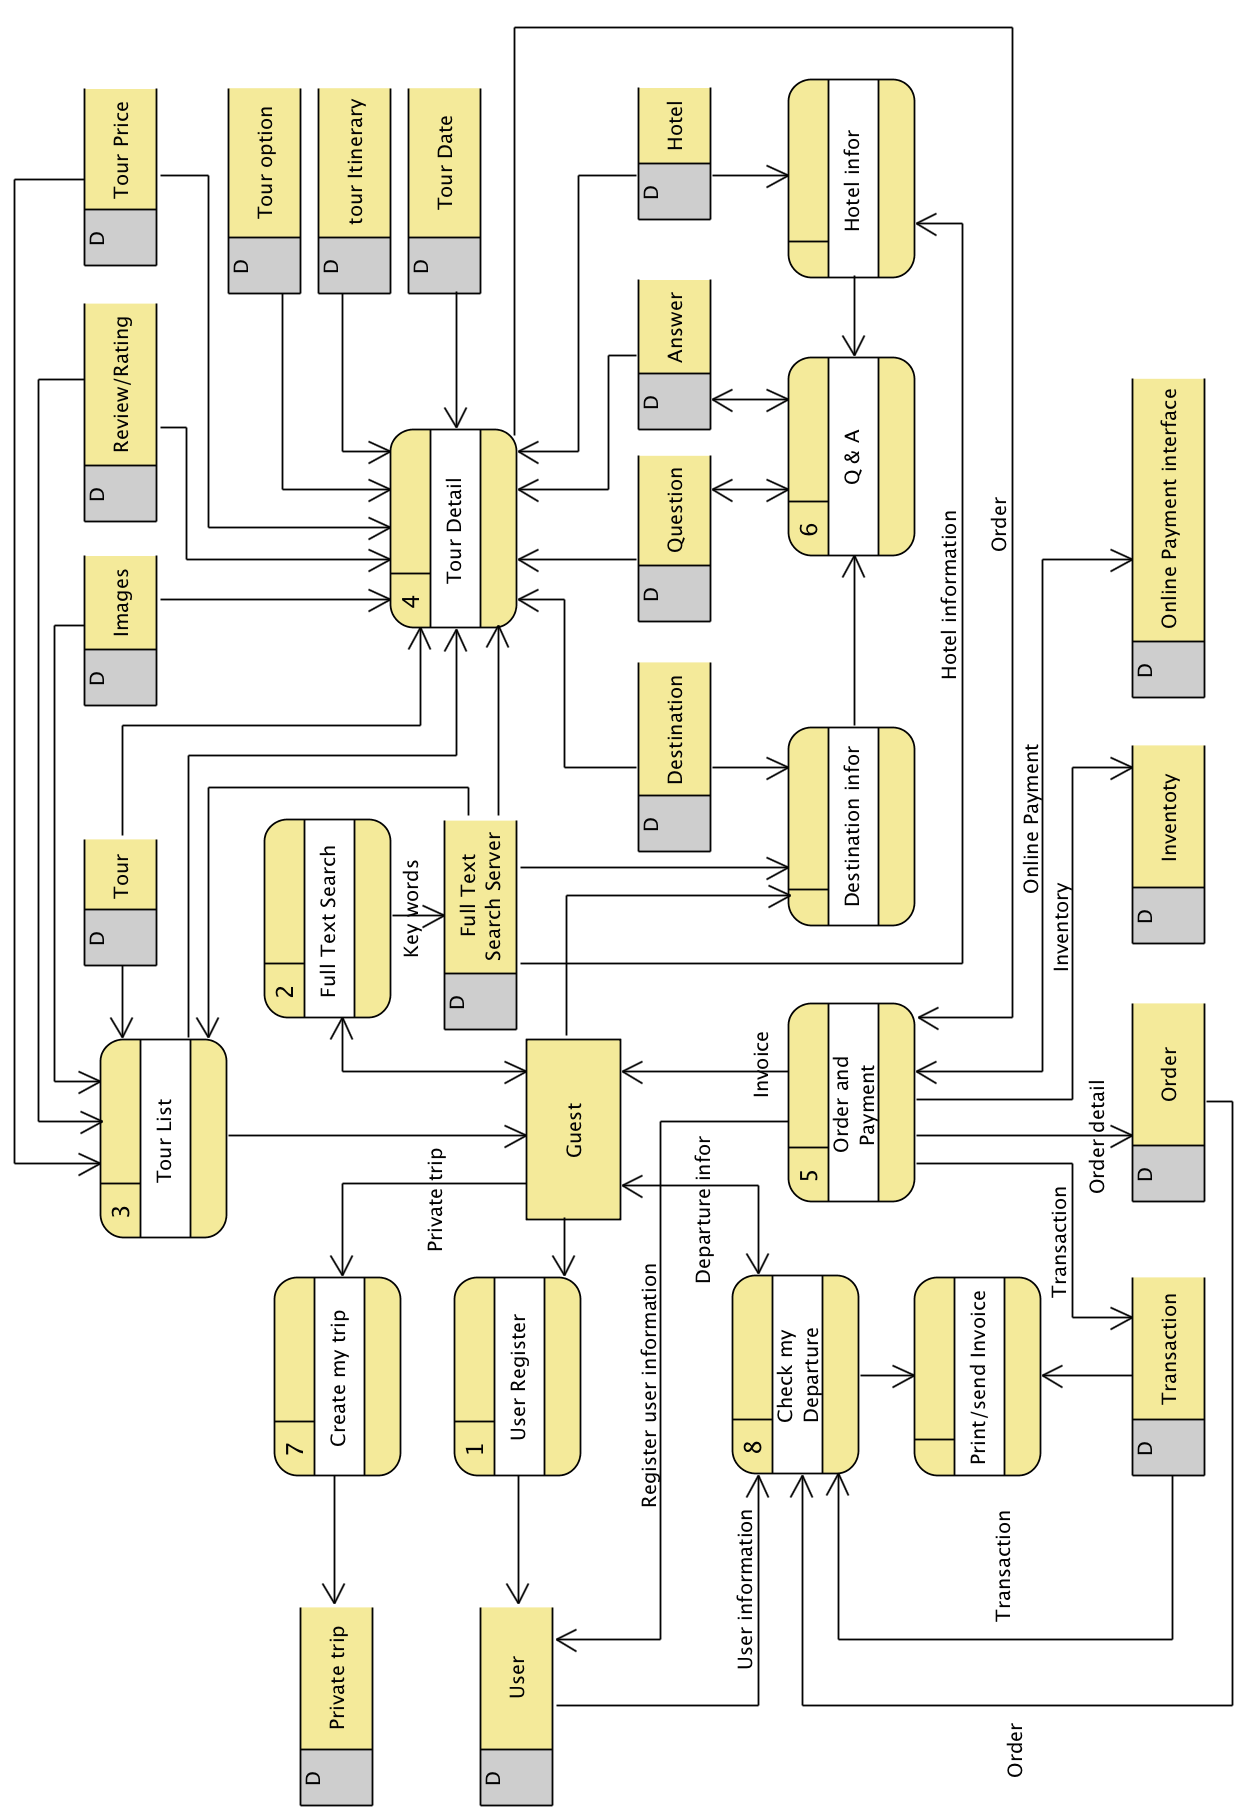 D
Private trip
D
User
7
Create my trip
1
User Register
User information
Register user information
Order
Transaction
8
Check my
Departure
Print/send Invoice
D
Transaction
3
Tour List
Private trip
Guest
Departure infor
Invoice
5
Order and
Payment
Transaction
Order detail
D
Order
D
Tour
2
Full Text Search
Key words
D
Full Text
Search Server
Destination infor
Online Payment
Inventory
D
Inventoty
D
Images
D
Destination
Hotel information
D
Online Payment interface
D
Review/Rating
4
Tour Detail
D
Question
D
Answer
6
Q & A
Order
D
Tour Price
D
Tour option
D
tour Itinerary
D
Tour Date
D
Hotel
Hotel infor